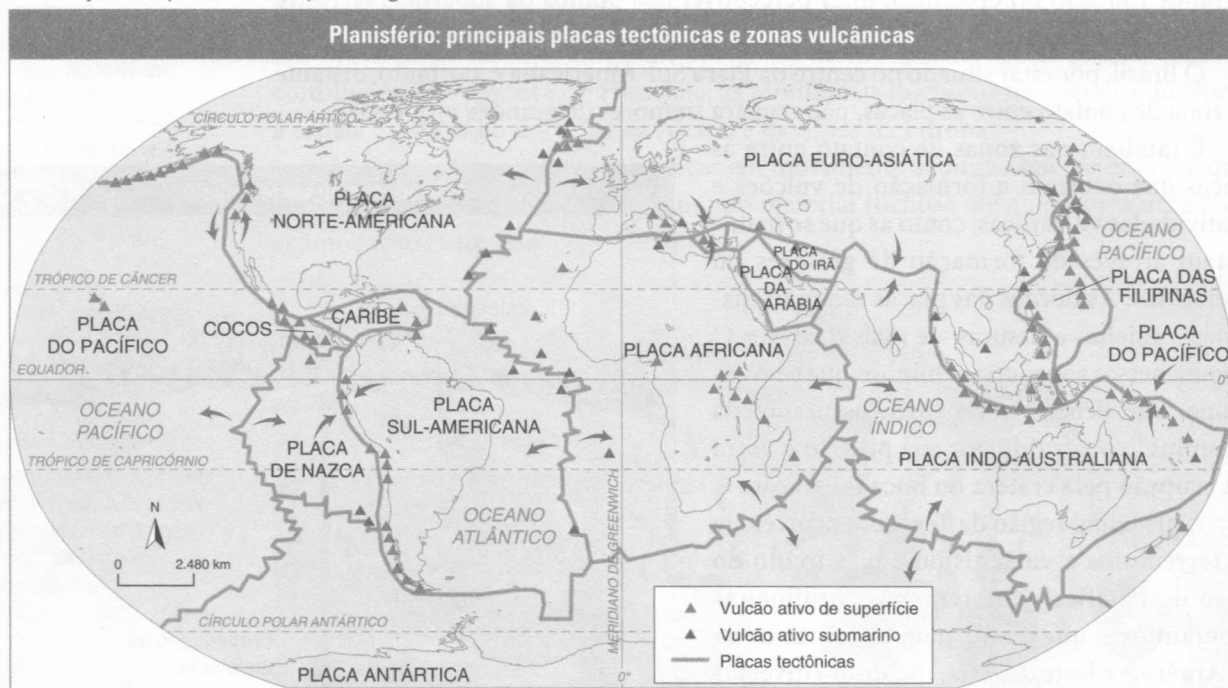 Planisfério: principais placas tectônicas e zonas vulcânicas
CÍRCULO POLAR ÁRTICO
PLACA EURO-ASIÁTICA
PLACA
NORTE-AMERICANA
OCEANO
PACÍFICO
PLACA
DO IRÃ
PLACA
DA
ARÁBIA
PLACA DAS
FILIPINAS
TRÓPICO DE CÂNCER
COCOS
CARIBE
PLACA
DO PACÍFICO
PLACA AFRICANA
PLACA
DO PACÍFICO
EQUADOR
0°
OCEANO
PACÍFICO
PLACA
SUL-AMERICANA
OCEANO
ÍNDICO
PLACA
DE NAZCA
TRÓPICO DE CAPRICÓRNIO
PLACA INDO-AUSTRALIANA
OCEANO
ATLÂNTICO
MERIDIANO DE GREENWICH
N
0 2.480 km
CÍRCULO POLAR ANTÁRTICO
PLACA ANTÁRTICA
0°
Vulcão ativo de superfície
Vulcão ativo submarino
Placas tectônicas